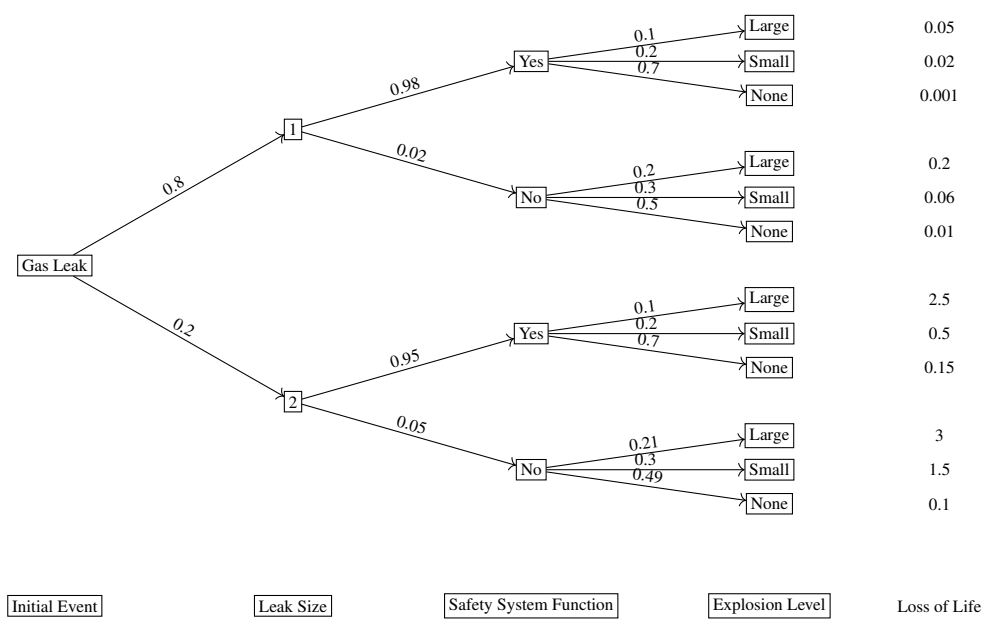 Large 0.05
0.1
Yes 0.2 Small 0.02
0.7
None 0.001
0.98
1
0.02
Large 0.2
0.2
No 0.3 Small 0.06
0.5
None 0.01
0.8
Gas Leak
0.2
Large 2.5
0.1
Yes 0.2 Small 0.5
0.7
None 0.15
0.95
2
0.05
Large 3
0.21
No 0.3 Small 1.5
0.49
None 0.1
Initial Event Leak Size Safety System Function Explosion Level Loss of Life